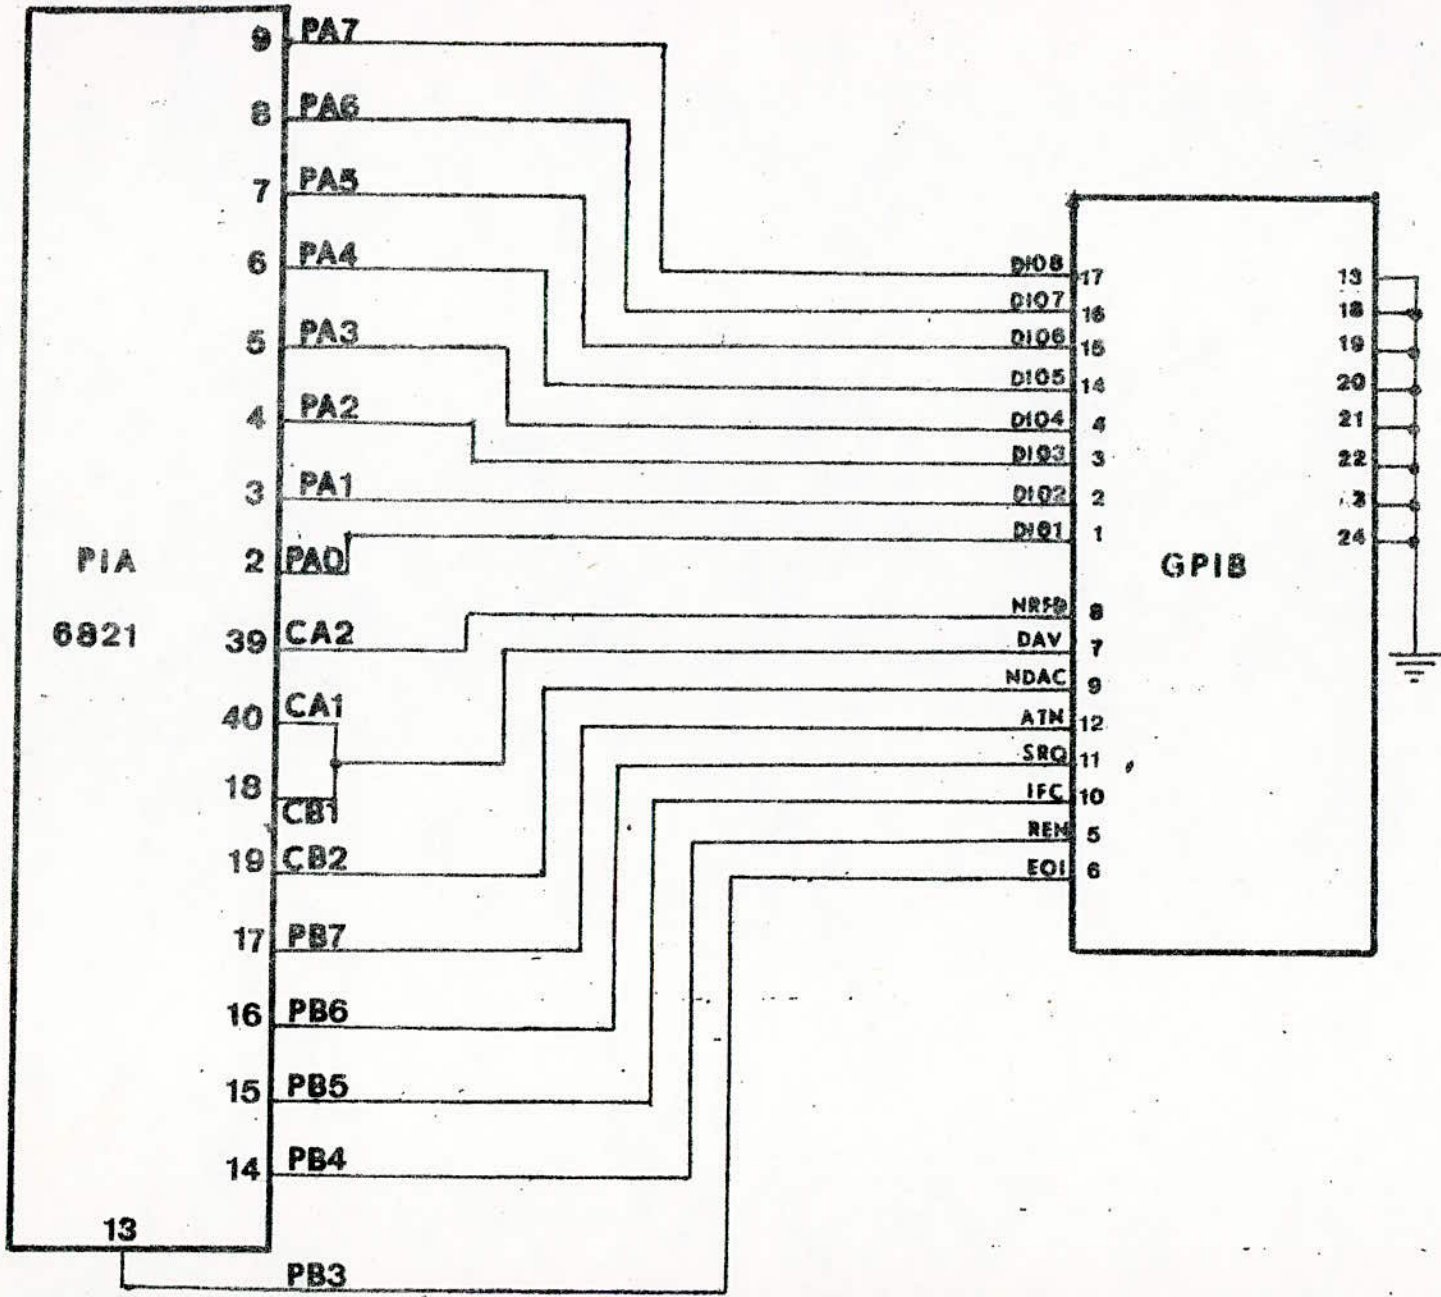 9 PA7
8 PA6
7 PA5
6 PA4
5 PA3
4 PA2
3 PA1
2 PA0
39 CA2
40 CA1
18 CB1
19 CB2
17 PB7
16 PB6
15 PB5
14 PB4
13
PB3
PIA
6821
DIO8 17
DIO7 16
DIO6 15
DIO5 14
DIO4 4
DIO3 3
DIO2 2
DIO1 1
NRFD 8
DAV 7
NDAC 9
ATN 12
SRQ 11
IFC 10
REN 5
EOI 6
GPIB
13
18
19
20
21
22
24